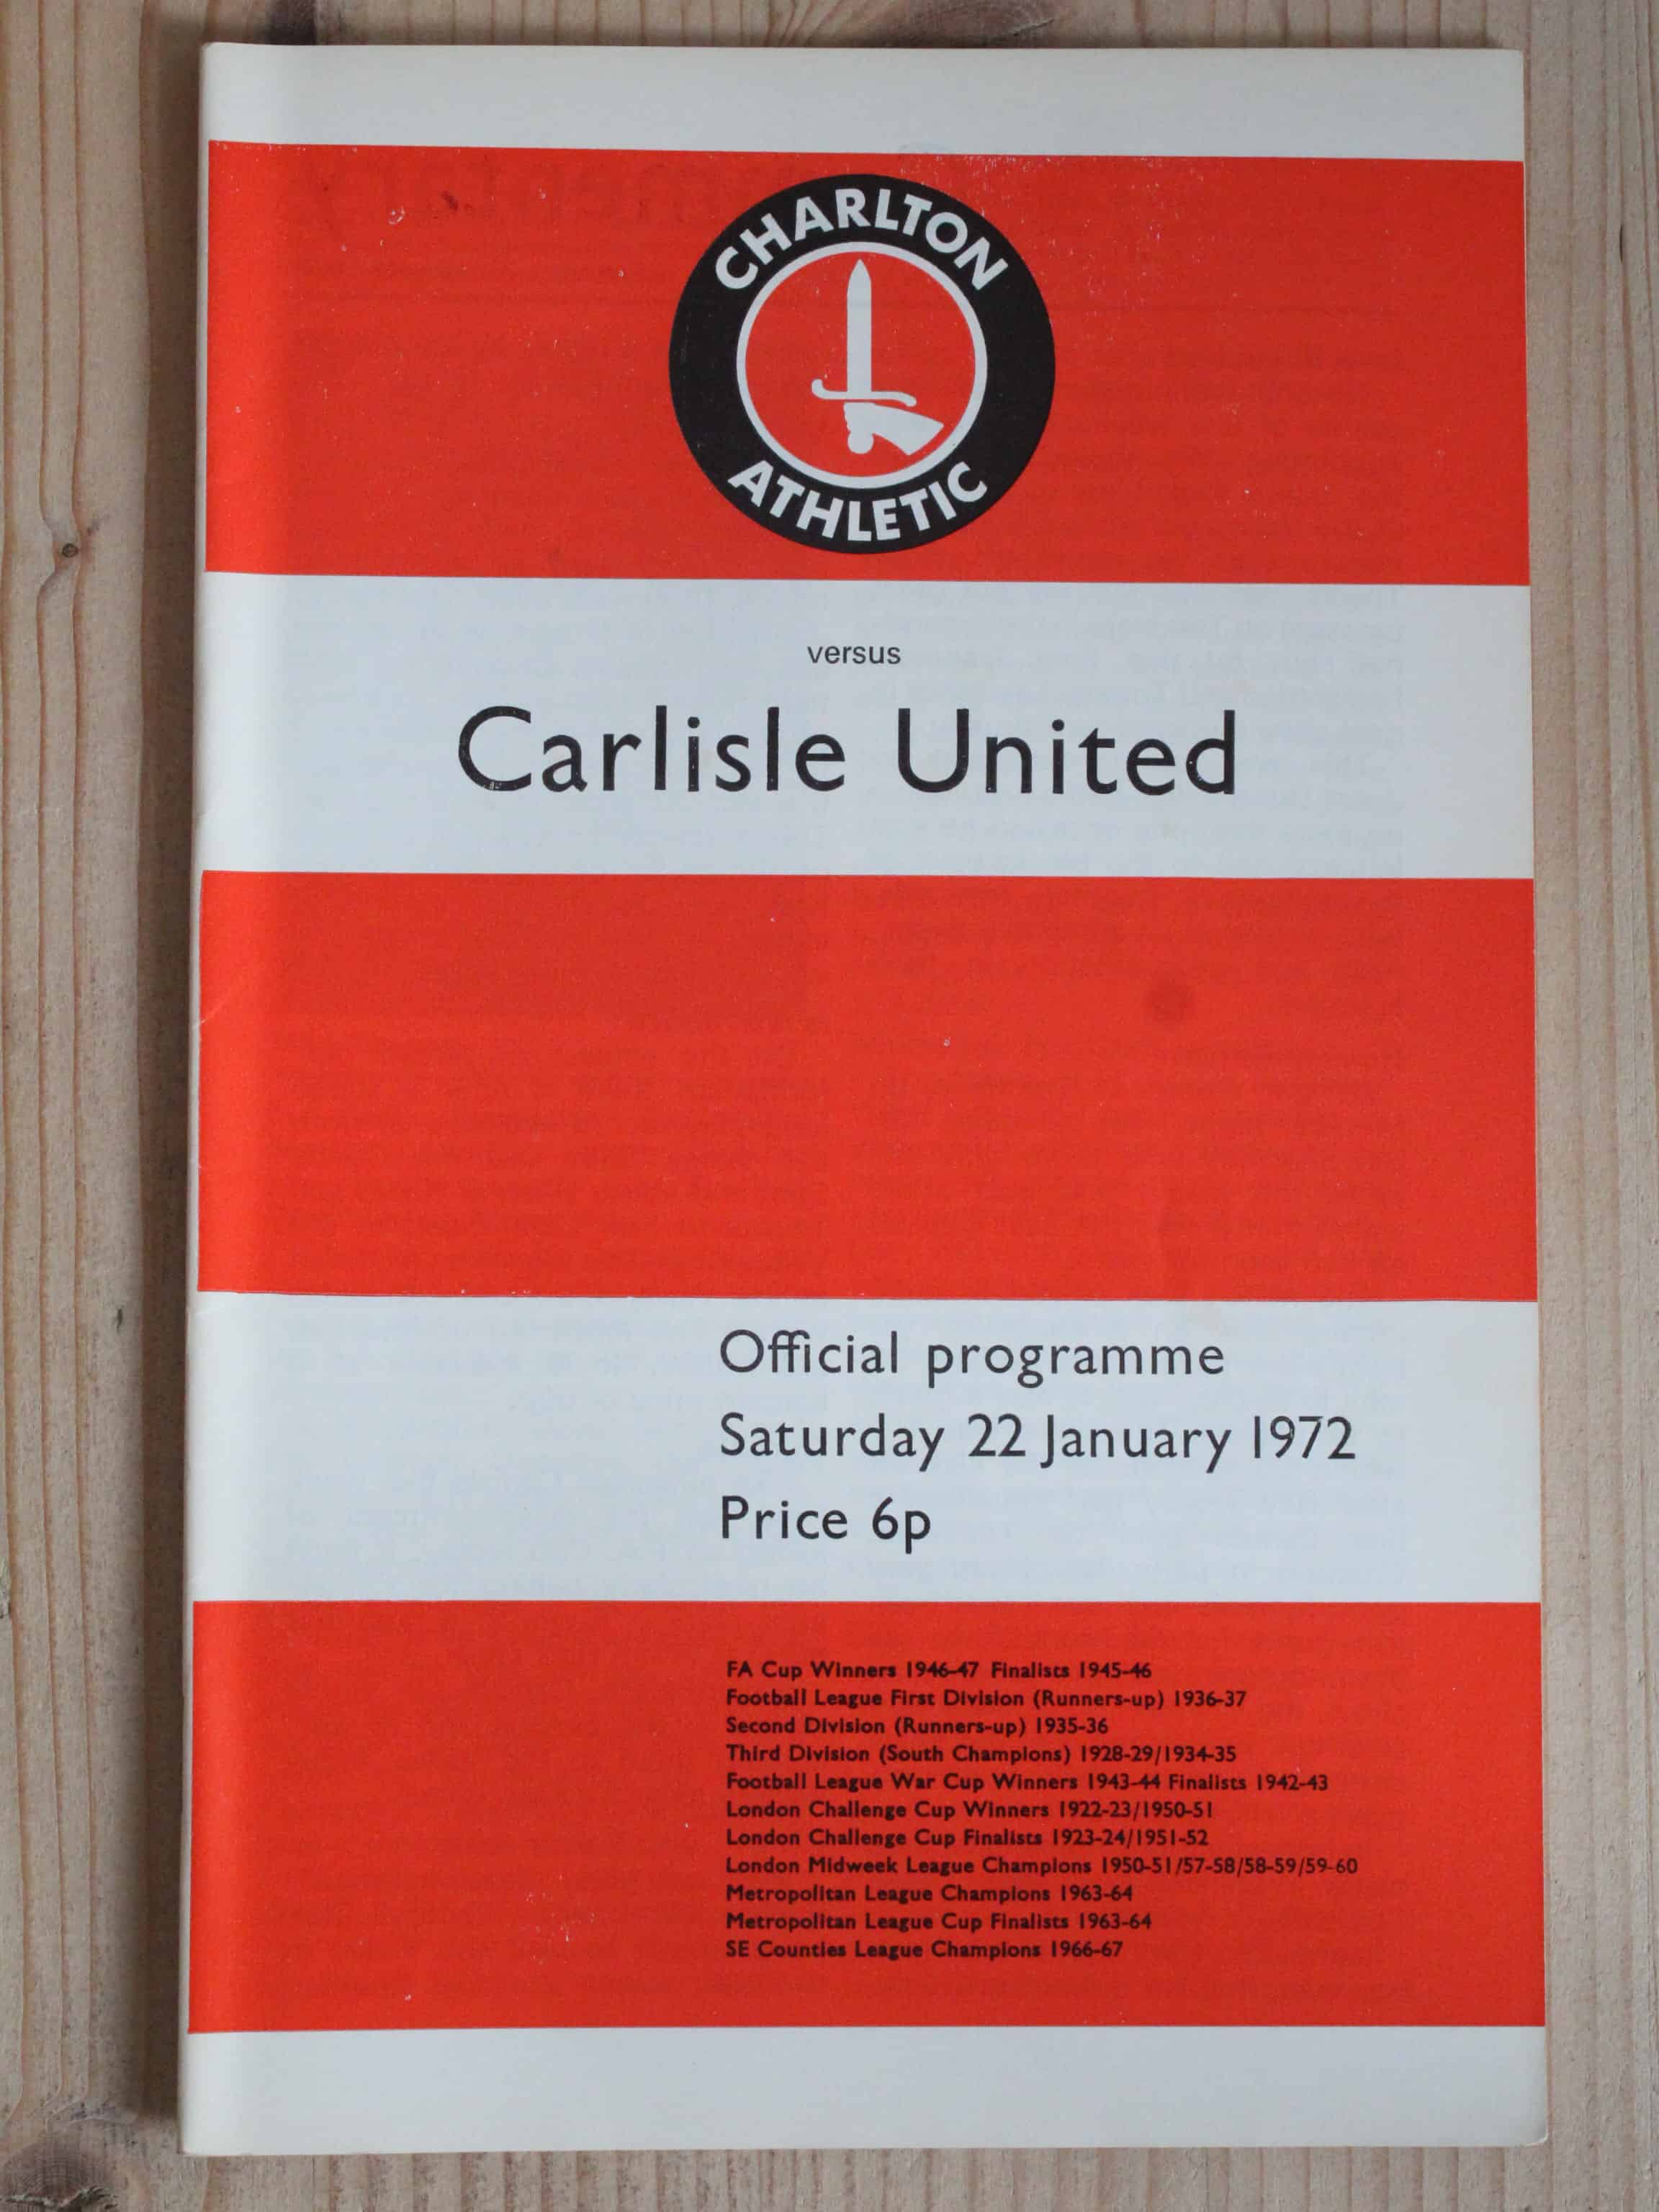 CHARLTON
ATHLETIC
versus
Carlisle United
Official programme
Saturday 22 January 1972
Price 6p
FA Cup Winners 1946-47 Finalists 1945-46
Football League First Division (Runners-up) 1936-37
Second Division (Runners-up) 1935-36
Third Division (South Champions) 1928-29/1934-35
Football League War Cup Winners 1943-44 Finalists 1942-43
London Challenge Cup Winners 1922-23/1950-51
London Challenge Cup Finalists 1923-24/1951-52
London Midweek League Champions 1950-51/57-58/58-59/59-60
Metropolitan League Champions 1963-64
Metropolitan League Cup Finalists 1963-64
SE Counties League Champions 1966-67